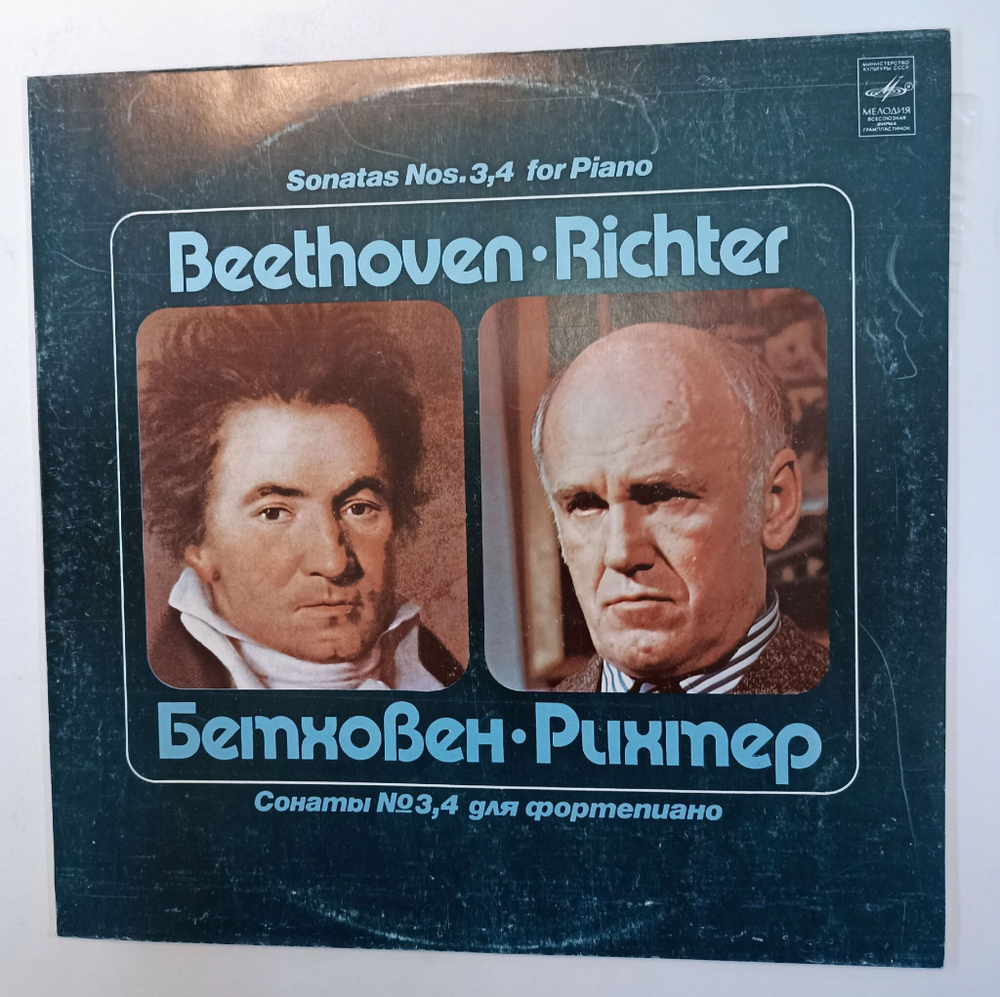 МИНИСТЕРСТВО
КУЛЬТУРЫ СССР
МЕЛОДИЯ
ВСЕСОЮЗНАЯ
ФИРМА
ГРАМПЛАСТИНОК
Sonatas Nos.3,4 for Piano
Beethoven · Richter
Бетховен · Рихтер
Сонаты №3,4 для фортепиано